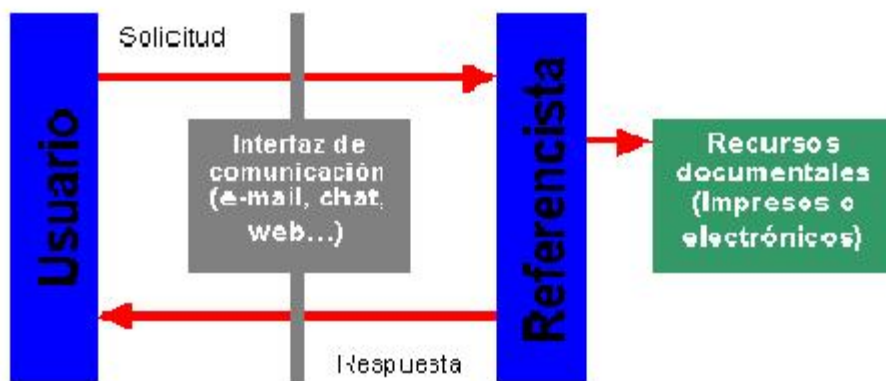 Solicitud
Usuario
Interfaz de
comunicación
(e-mail, chat,
web...)
Referencista
Recursos
documentales
(Impresos o
electrónicos)
Respuesta